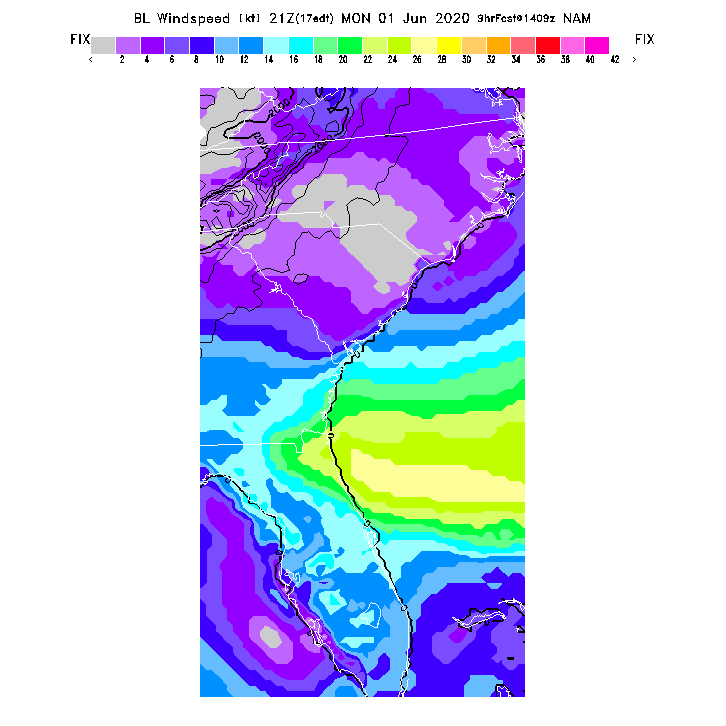 BL Windspeed [kt] 21Z(17edt) MON 01 Jun 2020 9hrFcst@1409z NAM
FIX FIX
< 2 4 6 8 10 12 14 16 18 20 22 24 26 28 30 32 34 36 38 40 42 >